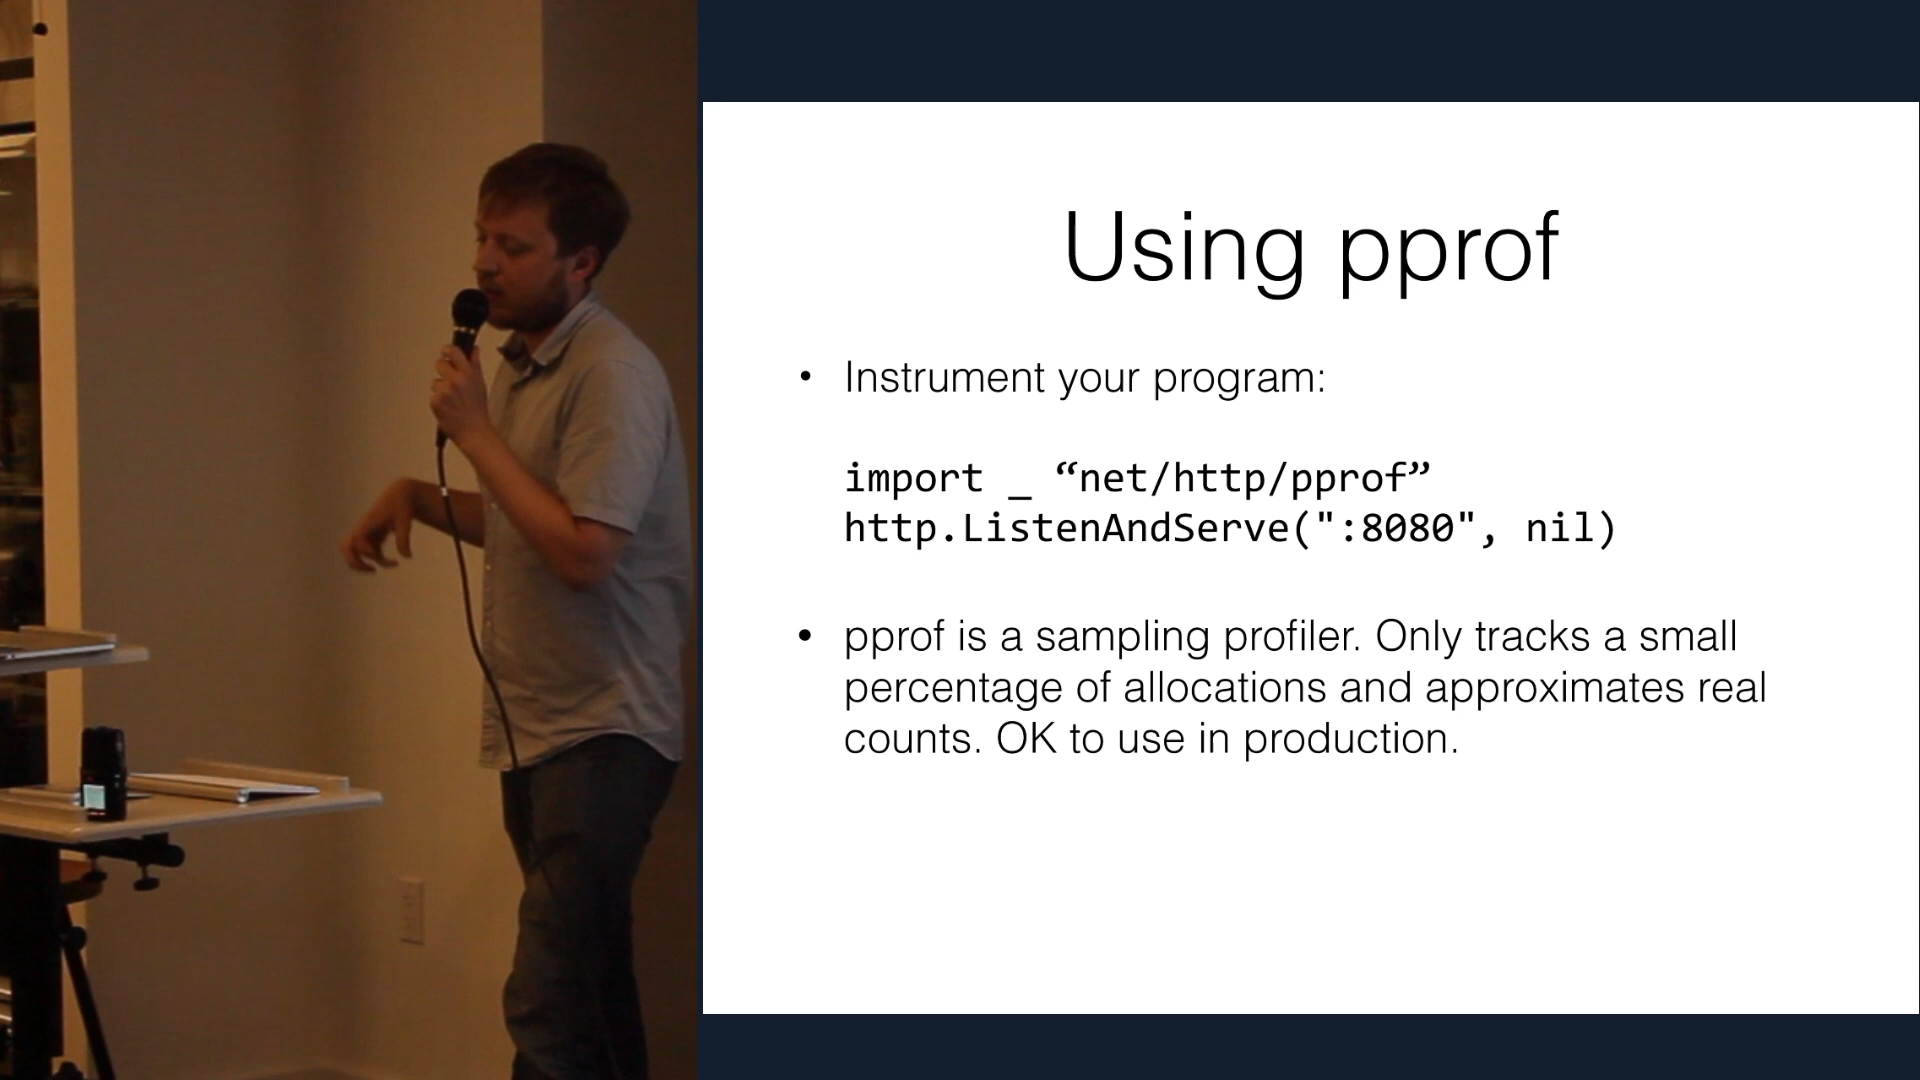 Using pprof
• Instrument your program:
import _ “net/http/pprof”
http.ListenAndServe(":8080", nil)
• pprof is a sampling profiler. Only tracks a small
percentage of allocations and approximates real
counts. OK to use in production.